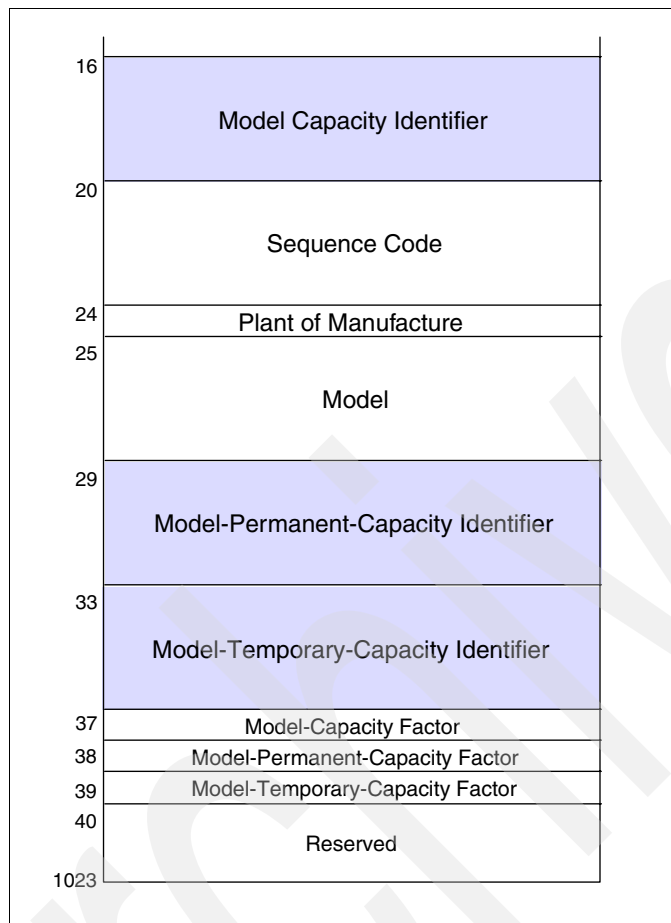 16
Model Capacity Identifier
20
Sequence Code
24
Plant of Manufacture
25
Model
29
Model-Permanent-Capacity Identifier
33
Model-Temporary-Capacity Identifier
37
Model-Capacity Factor
38
Model-Permanent-Capacity Factor
39
Model-Temporary-Capacity Factor
40
Reserved
1023